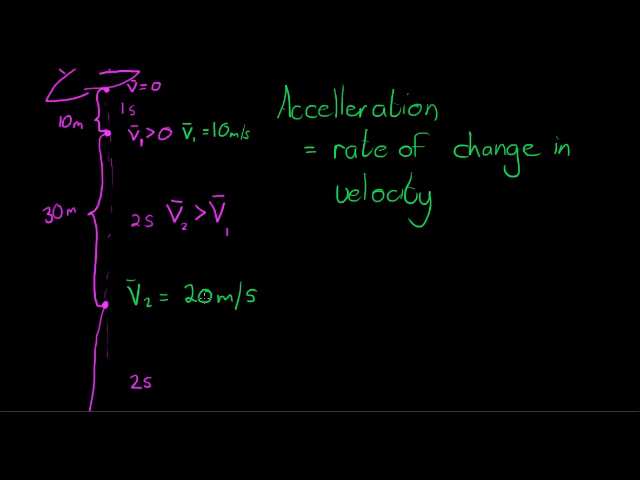 v̄=0
1s
10m
v̄₁>0 v̄₁=10m/s
Accelleration
= rate of change in
velocity
30m
2s V̄₂>V̄₁
V̄₂ = 20m/s
2s